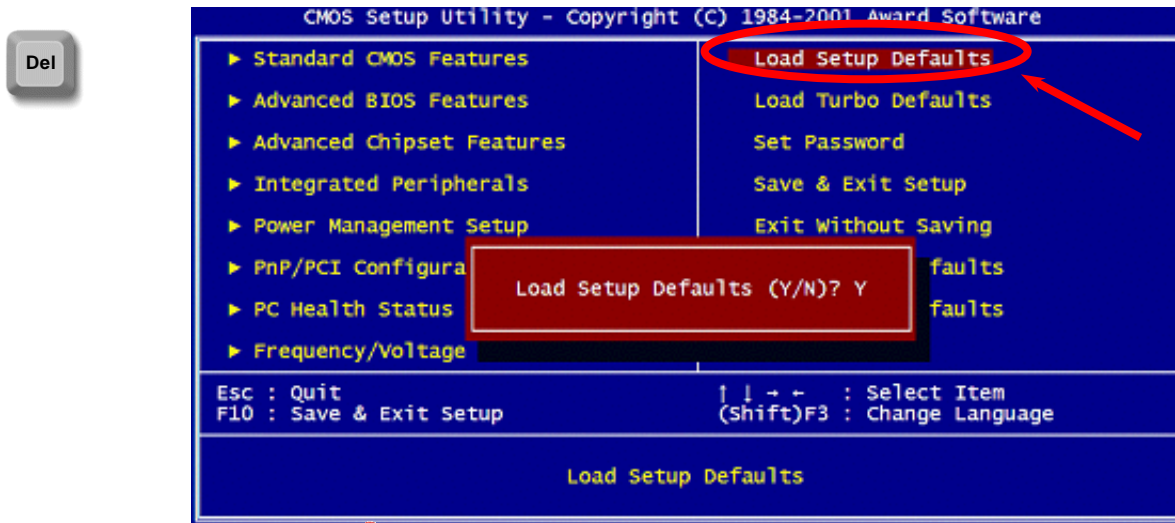 Del
CMOS Setup Utility - Copyright (C) 1984-2001 Award Software
▶ Standard CMOS Features
▶ Advanced BIOS Features
▶ Advanced Chipset Features
▶ Integrated Peripherals
▶ Power Management Setup
▶ PnP/PCI Configura
▶ PC Health Status
▶ Frequency/Voltage
Load Setup Defaults
Load Turbo Defaults
Set Password
Save & Exit Setup
Exit Without Saving
faults
faults
Load Setup Defaults (Y/N)? Y
Esc : Quit
F10 : Save & Exit Setup
↑ ↓ → ← : Select Item
(Shift)F3 : Change Language
Load Setup Defaults